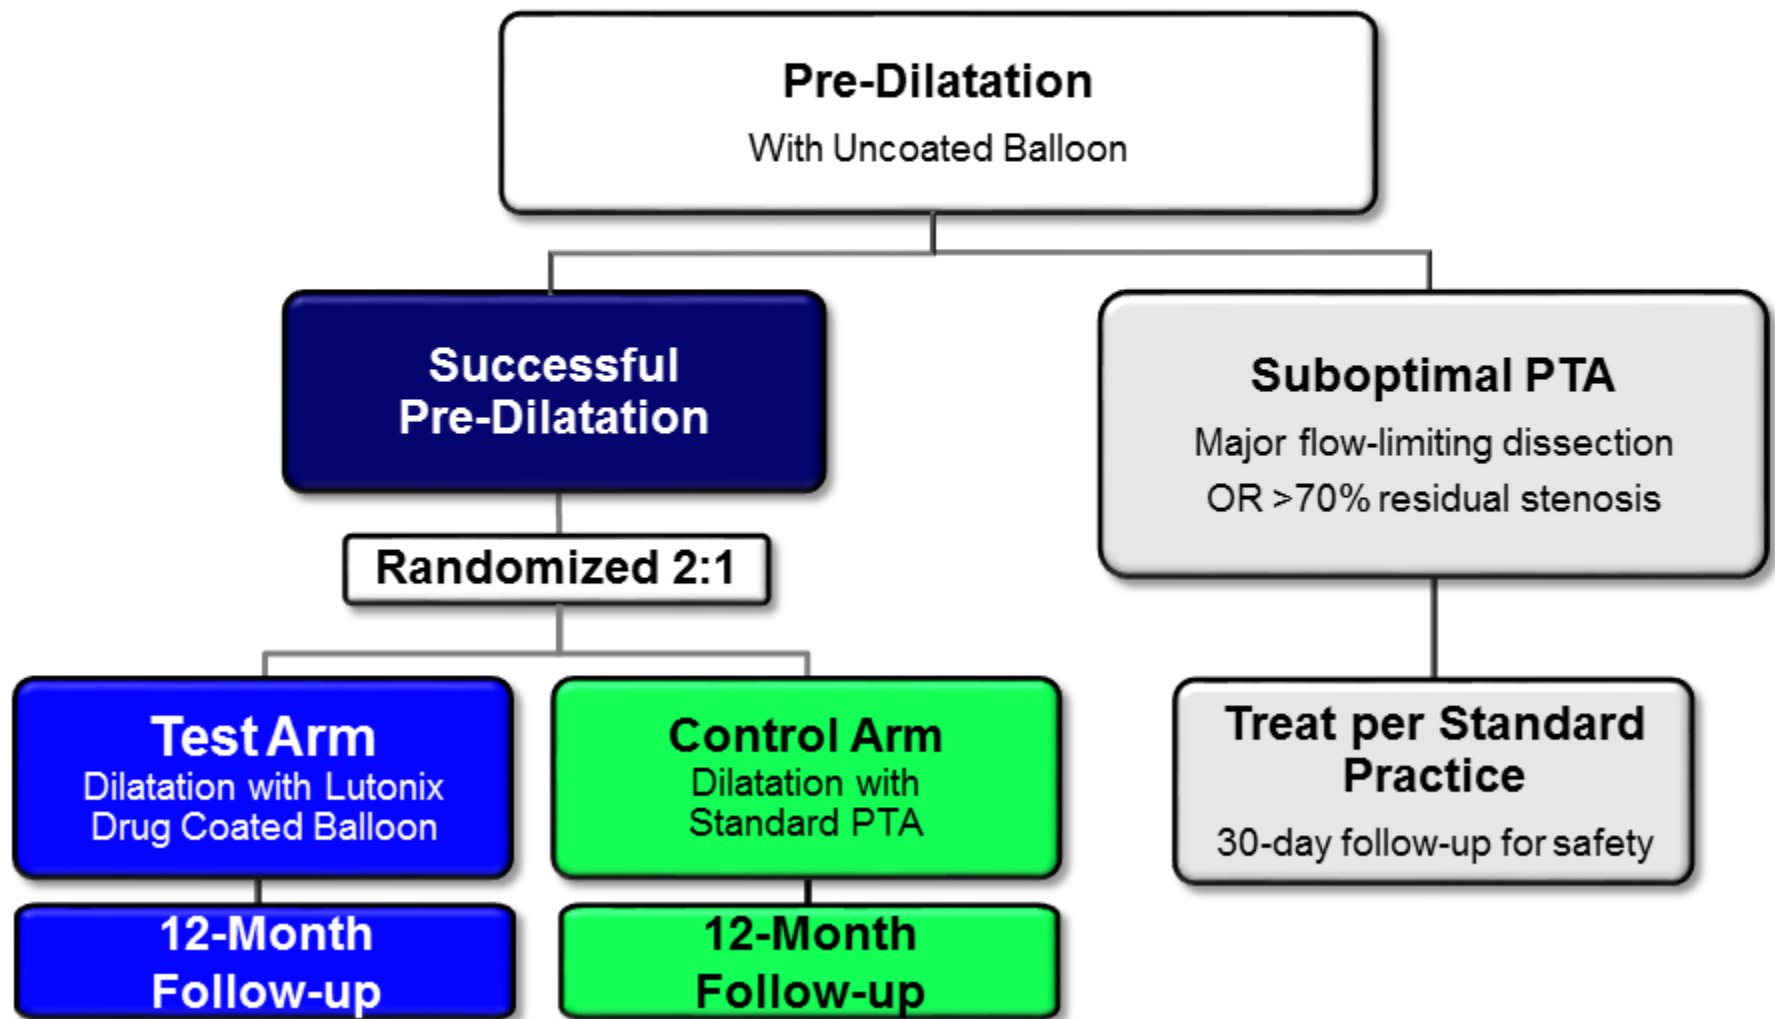 Pre-Dilatation
With Uncoated Balloon
Successful
Pre-Dilatation
Suboptimal PTA
Major flow-limiting dissection
OR >70% residual stenosis
Randomized 2:1
Test Arm
Dilatation with Lutonix
Drug Coated Balloon
Control Arm
Dilatation with
Standard PTA
Treat per Standard
Practice
30-day follow-up for safety
12-Month
Follow-up
12-Month
Follow-up